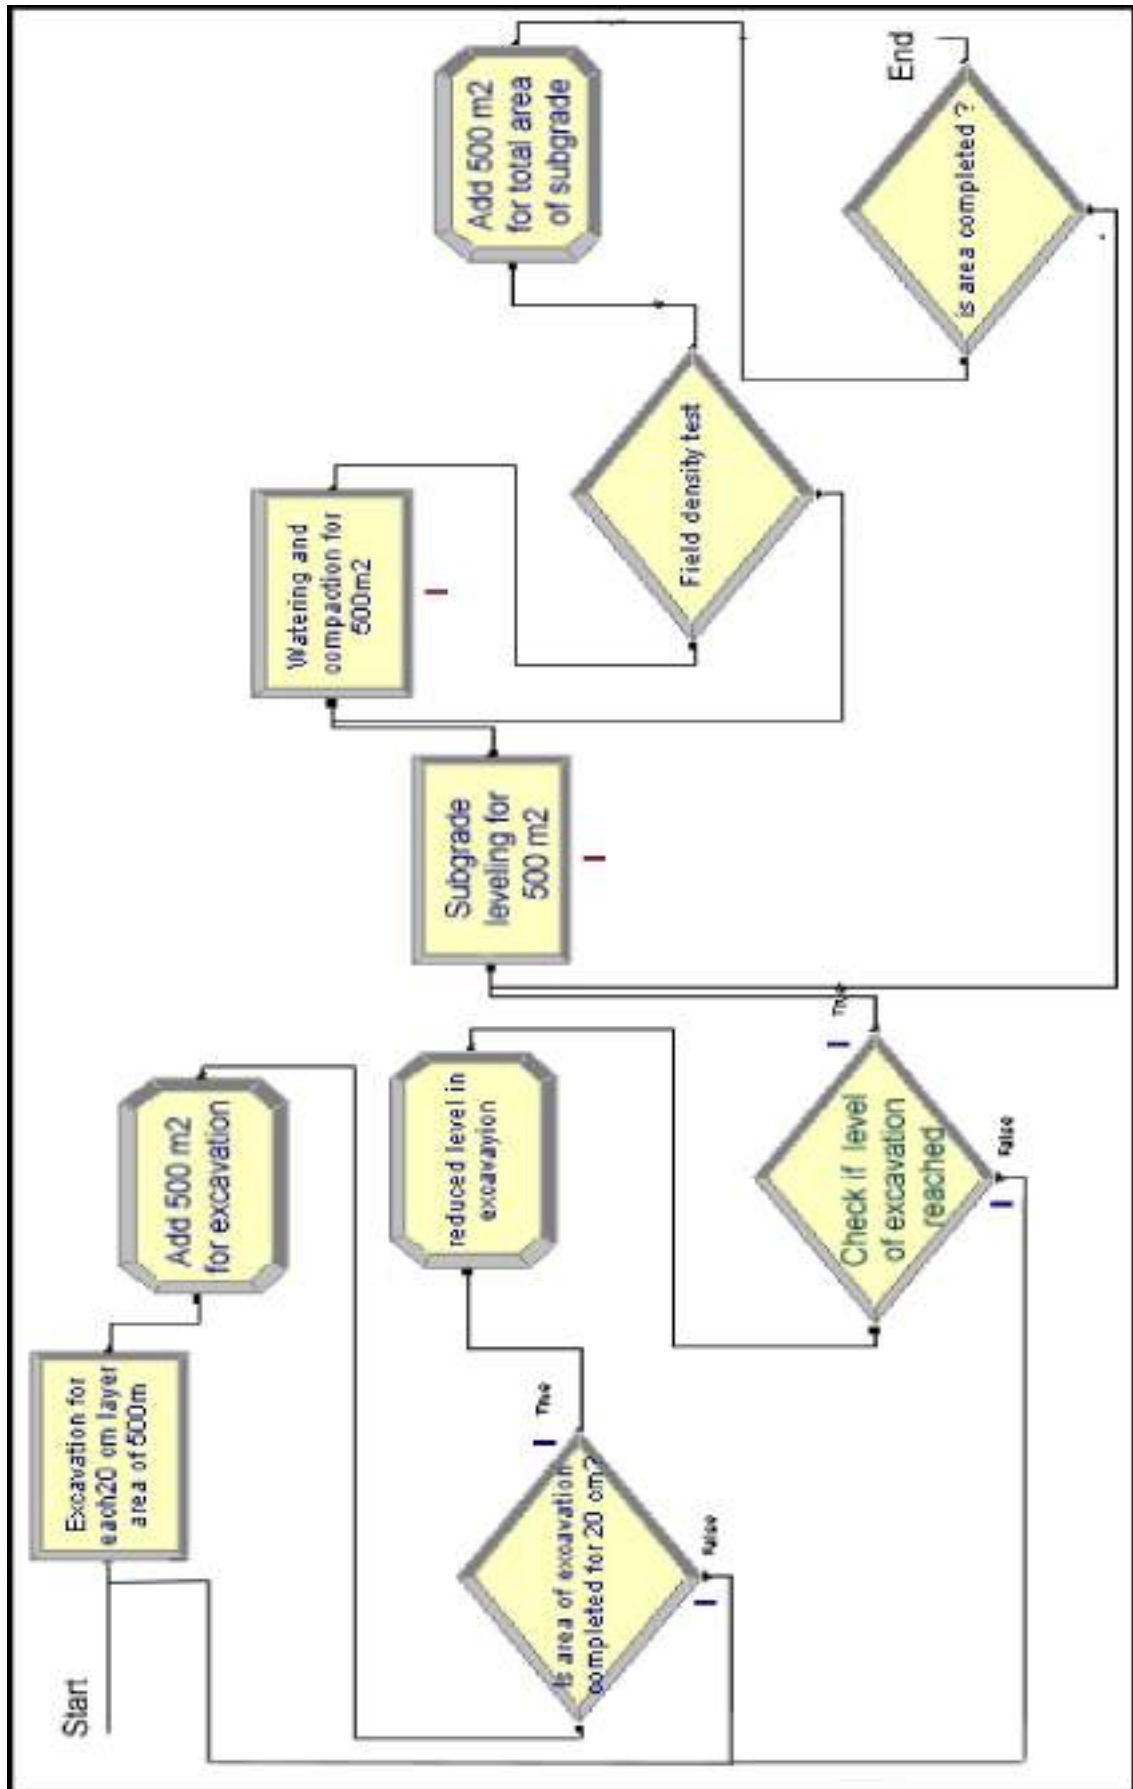 Start
Excavation for
each20 om layer
area of 500m
Add 500 m2
for excavation
Is area of excavation
completed for 20 om?
True
False
reduced level in
excavayion
Check if level
of excavation
reached
True
False
Subgrade
leveling for
500 m2
Watering and
compaction for
500m2
Field density test
Add 500 m2
for total area
of subgrade
is area completed ?
End